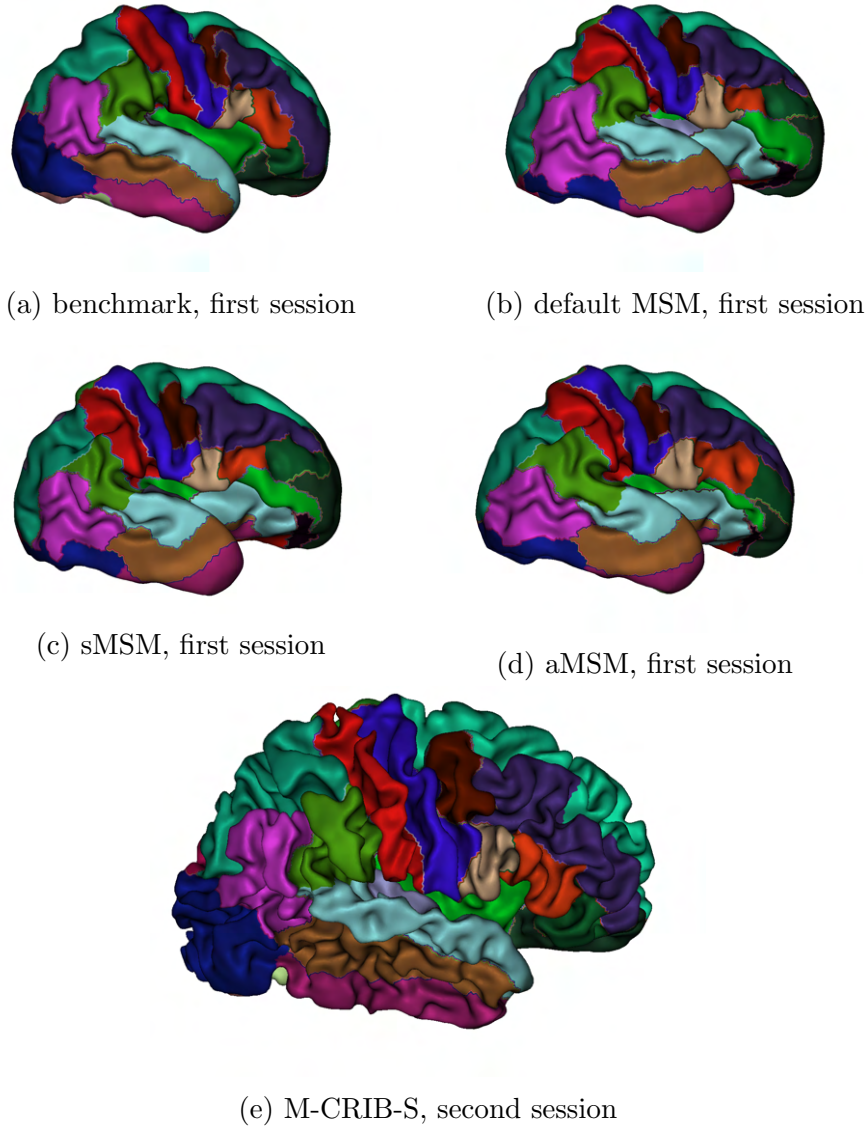 (a) benchmark, first session
(b) default MSM, first session
(c) sMSM, first session
(d) aMSM, first session
(e) M-CRIB-S, second session